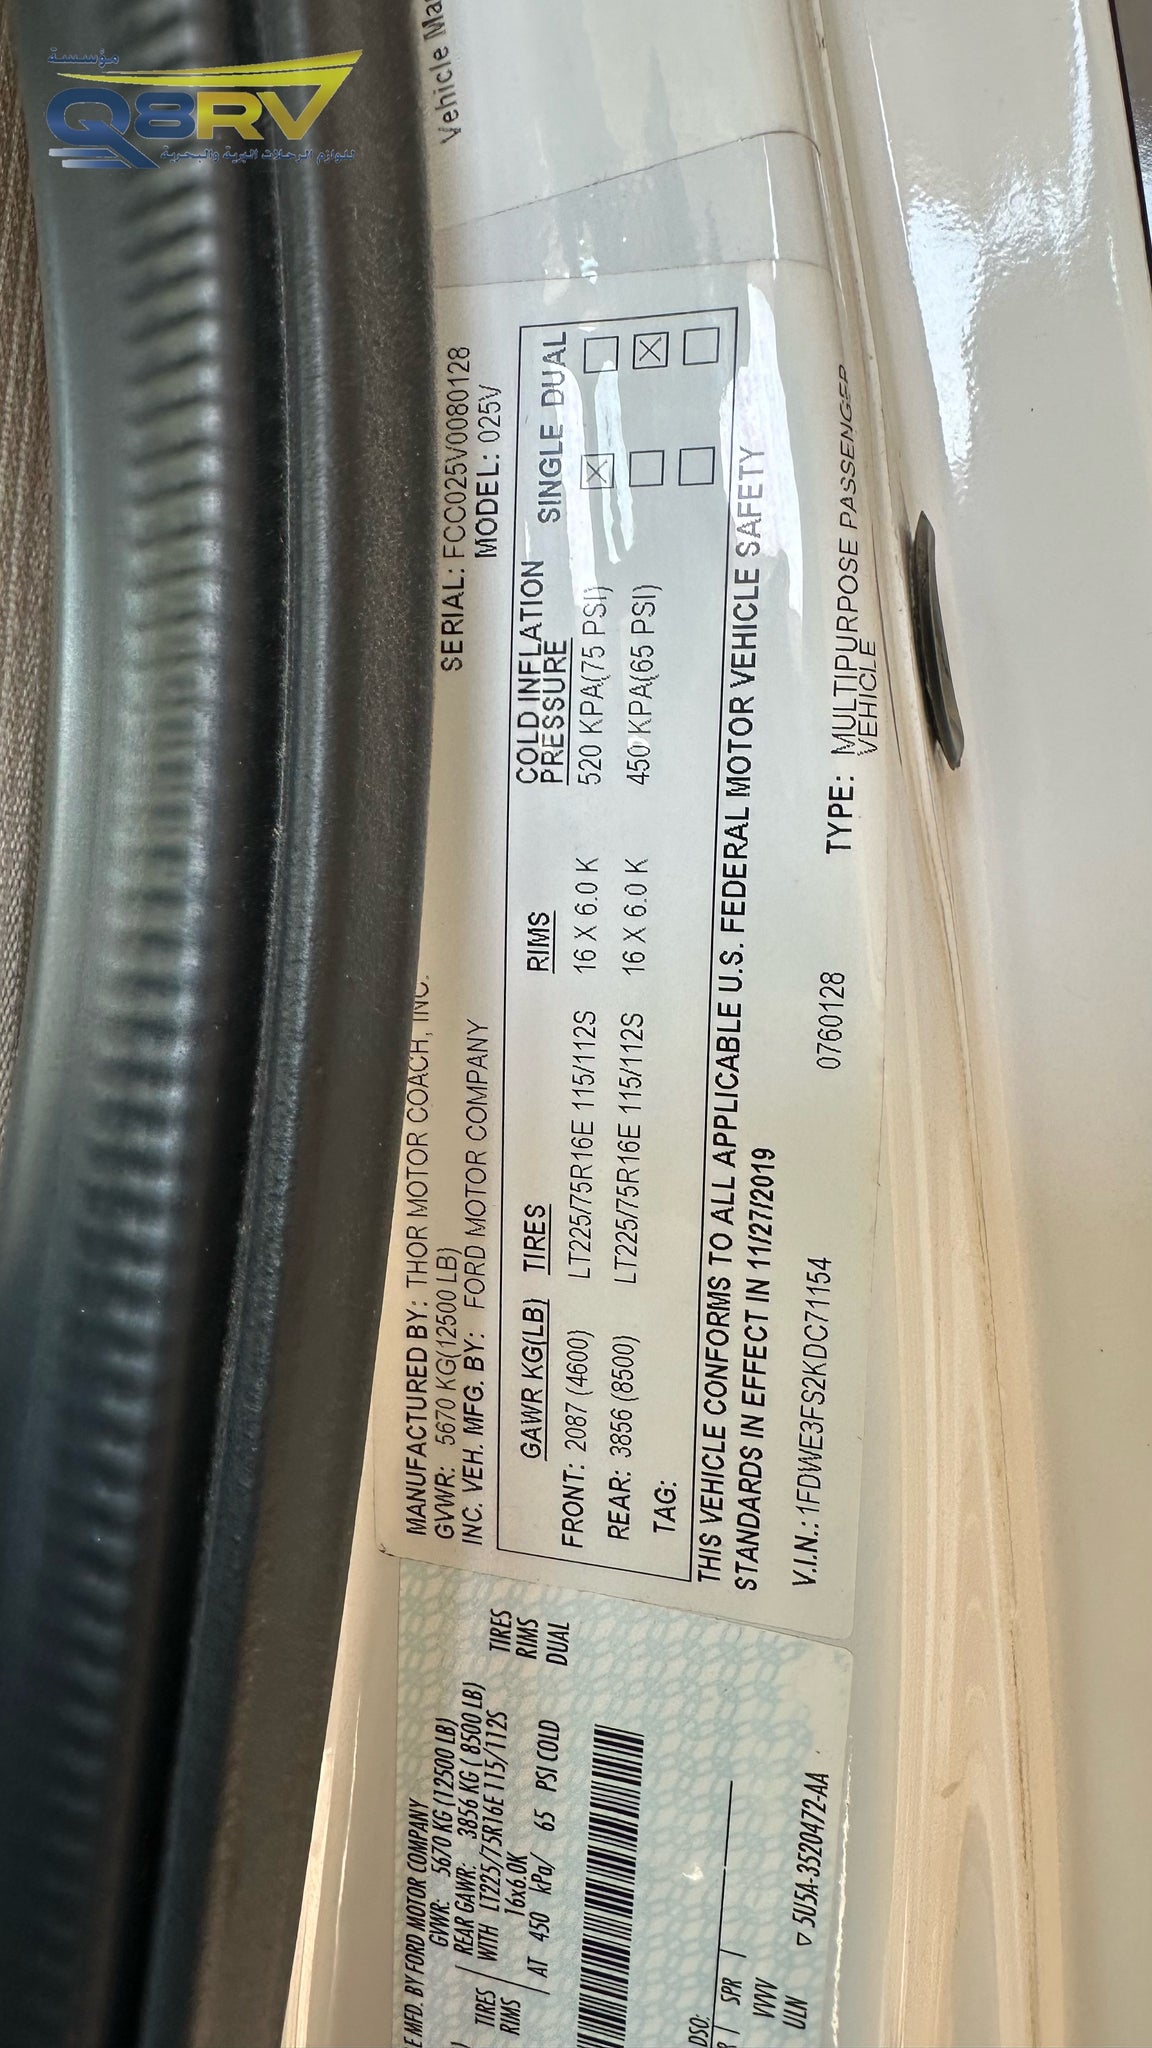 مؤسسة
Q8RV
للوازم الرحلات البرية والبحرية
Vehicle
MANUFACTURED BY: THOR MOTOR COACH, INC.
GVWR: 5670 KG(12500 LB)
SERIAL: FCC025V0080128
INC. VEH. MFG. BY: FORD MOTOR COMPANY
MODEL: 025V
GAWR KG(LB) TIRES RIMS COLD INFLATION PRESSURE SINGLE DUAL
FRONT: 2087 (4600) LT225/75R16E 115/112S 16 X 6.0 K 520 KPA(75 PSI)
REAR: 3856 (8500) LT225/75R16E 115/112S 16 X 6.0 K 450 KPA(65 PSI)
TAG:
THIS VEHICLE CONFORMS TO ALL APPLICABLE U.S. FEDERAL MOTOR VEHICLE SAFETY
STANDARDS IN EFFECT IN 11/27/2019
V.I.N.: 1FDWE3FS2KDC71154 0760128 TYPE: MULTIPURPOSE PASSENGER
VEHICLE
MFD. BY FORD MOTOR COMPANY
GVWR: 5670 KG (12500 LB)
REAR GAWR: 3856 KG ( 8500 LB)
TIRES WITH LT225/75R16E 115/112S TIRES
RIMS 16x6.0K RIMS
AT 450 kPa/ 65 PSI COLD DUAL
DSO:
SPR
VWV
ULN ▽ 5U5A-3520472-AA